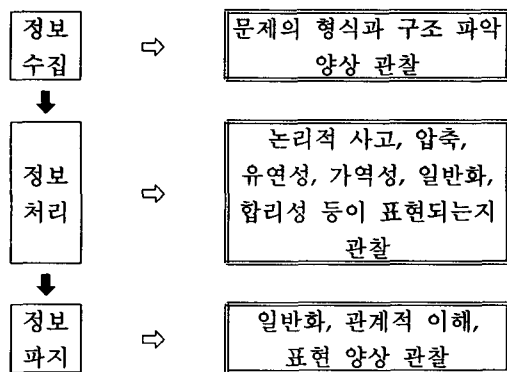 정보
수집
⇨
문제의 형식과 구조 파악
양상 관찰
정보
처리
⇨
논리적 사고, 압축,
유연성, 가역성, 일반화,
합리성 등이 표현되는지
관찰
정보
파지
⇨
일반화, 관계적 이해,
표현 양상 관찰